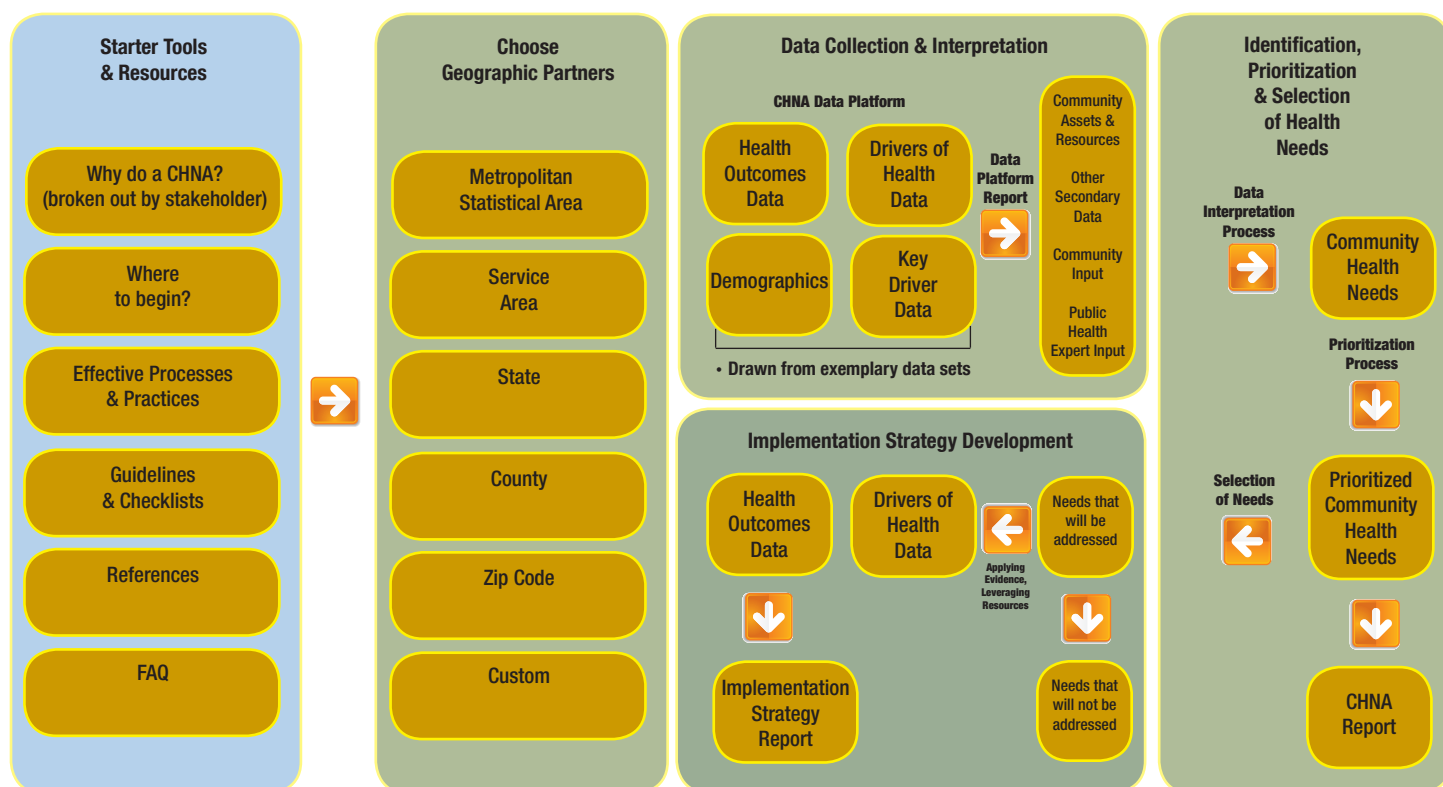 Starter Tools
& Resources
Why do a CHNA?
(broken out by stakeholder)
Where
to begin?
Effective Processes
& Practices
Guidelines
& Checklists
References
FAQ
Choose
Geographic Partners
Metropolitan
Statistical Area
Service
Area
State
County
Zip Code
Custom
Data Collection & Interpretation
CHNA Data Platform
Health
Outcomes
Data
Drivers of
Health
Data
Demographics
Key
Driver
Data
• Drawn from exemplary data sets
Data
Platform
Report
Community
Assets &
Resources
Other
Secondary
Data
Community
Input
Public
Health
Expert Input
Identification,
Prioritization
& Selection
of Health
Needs
Data
Interpretation
Process
Community
Health
Needs
Prioritization
Process
Prioritized
Community
Health
Needs
Selection
of Needs
CHNA
Report
Implementation Strategy Development
Health
Outcomes
Data
Drivers of
Health
Data
Applying
Evidence,
Leveraging
Resources
Needs that
will be
addressed
Implementation
Strategy
Report
Needs that
will not be
addressed